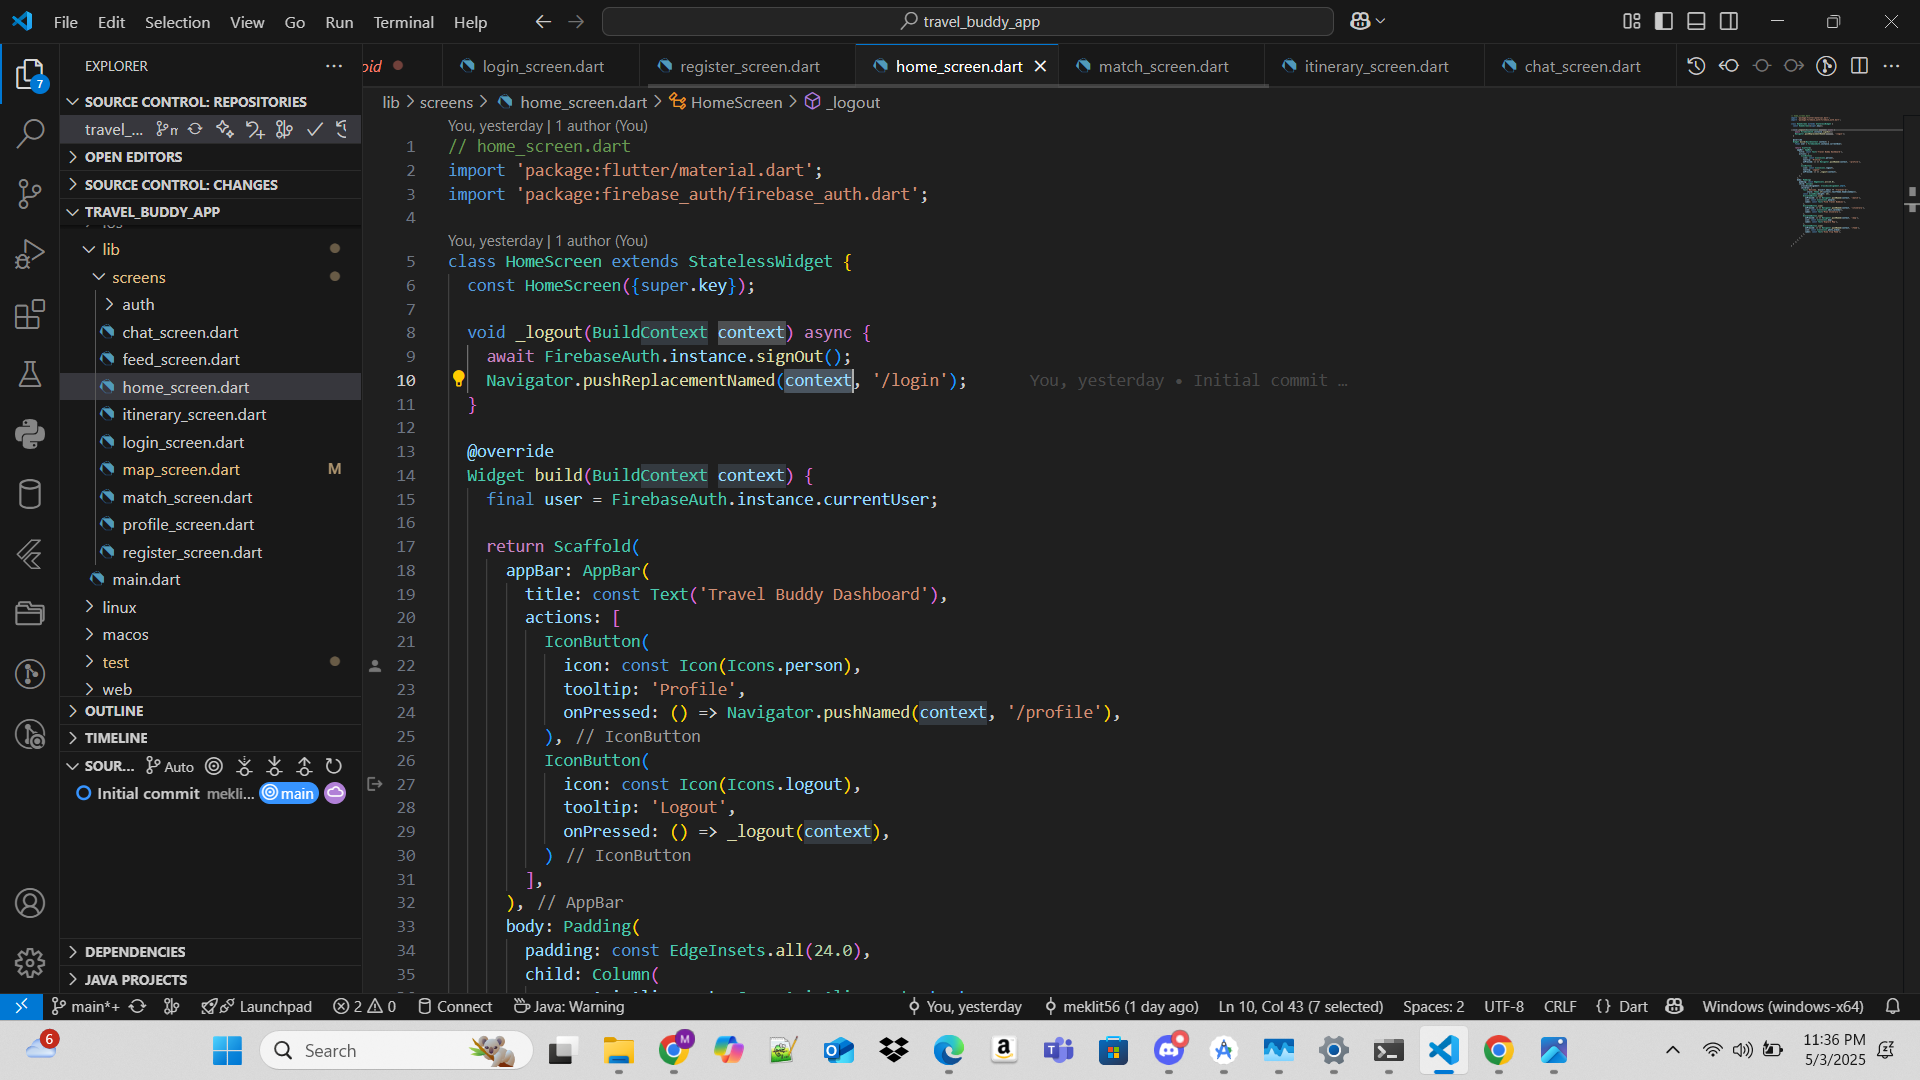 File Edit Selection View Go Run Terminal Help
travel_buddy_app
EXPLORER
SOURCE CONTROL: REPOSITORIES
travel_...
OPEN EDITORS
SOURCE CONTROL: CHANGES
TRAVEL_BUDDY_APP
lib
screens
auth
chat_screen.dart
feed_screen.dart
home_screen.dart
itinerary_screen.dart
login_screen.dart
map_screen.dart M
match_screen.dart
profile_screen.dart
register_screen.dart
main.dart
linux
macos
test
web
OUTLINE
TIMELINE
SOUR... Auto
Initial commit mekli... main
DEPENDENCIES
JAVA PROJECTS
login_screen.dart register_screen.dart home_screen.dart match_screen.dart itinerary_screen.dart chat_screen.dart
lib > screens > home_screen.dart > HomeScreen > _logout
You, yesterday | 1 author (You)
1 // home_screen.dart
2 import 'package:flutter/material.dart';
3 import 'package:firebase_auth/firebase_auth.dart';
4
You, yesterday | 1 author (You)
5 class HomeScreen extends StatelessWidget {
6 const HomeScreen({super.key});
7
8 void _logout(BuildContext context) async {
9 await FirebaseAuth.instance.signOut();
10 Navigator.pushReplacementNamed(context, '/login'); You, yesterday • Initial commit …
11 }
12
13 @override
14 Widget build(BuildContext context) {
15 final user = FirebaseAuth.instance.currentUser;
16
17 return Scaffold(
18 appBar: AppBar(
19 title: const Text('Travel Buddy Dashboard'),
20 actions: [
21 IconButton(
22 icon: const Icon(Icons.person),
23 tooltip: 'Profile',
24 onPressed: () => Navigator.pushNamed(context, '/profile'),
25 ), // IconButton
26 IconButton(
27 icon: const Icon(Icons.logout),
28 tooltip: 'Logout',
29 onPressed: () => _logout(context),
30 ) // IconButton
31 ],
32 ), // AppBar
33 body: Padding(
34 padding: const EdgeInsets.all(24.0),
35 child: Column(
main*+ Launchpad 2 0 Connect Java: Warning You, yesterday meklit56 (1 day ago) Ln 10, Col 43 (7 selected) Spaces: 2 UTF-8 CRLF {} Dart Windows (windows-x64)
6 Search 11:36 PM
5/3/2025